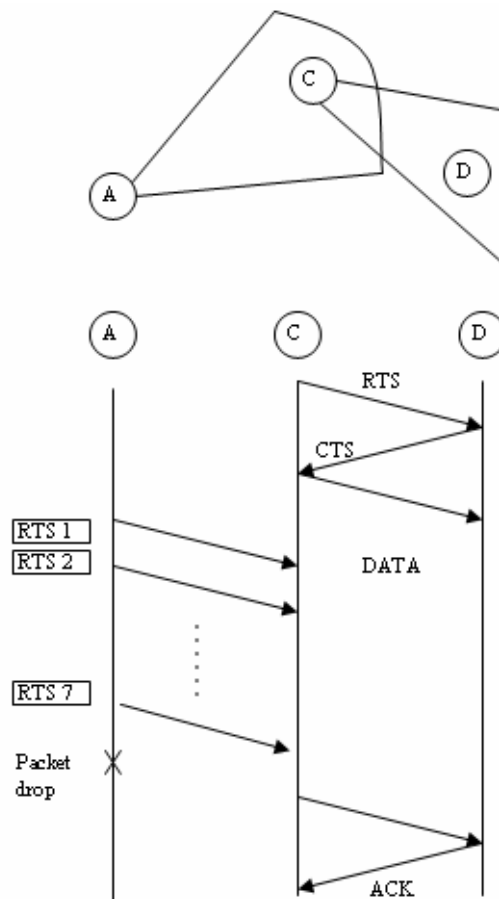 C
D
A
A
C
D
RTS
CTS
RTS 1
RTS 2
DATA
RTS 7
Packet
drop
ACK